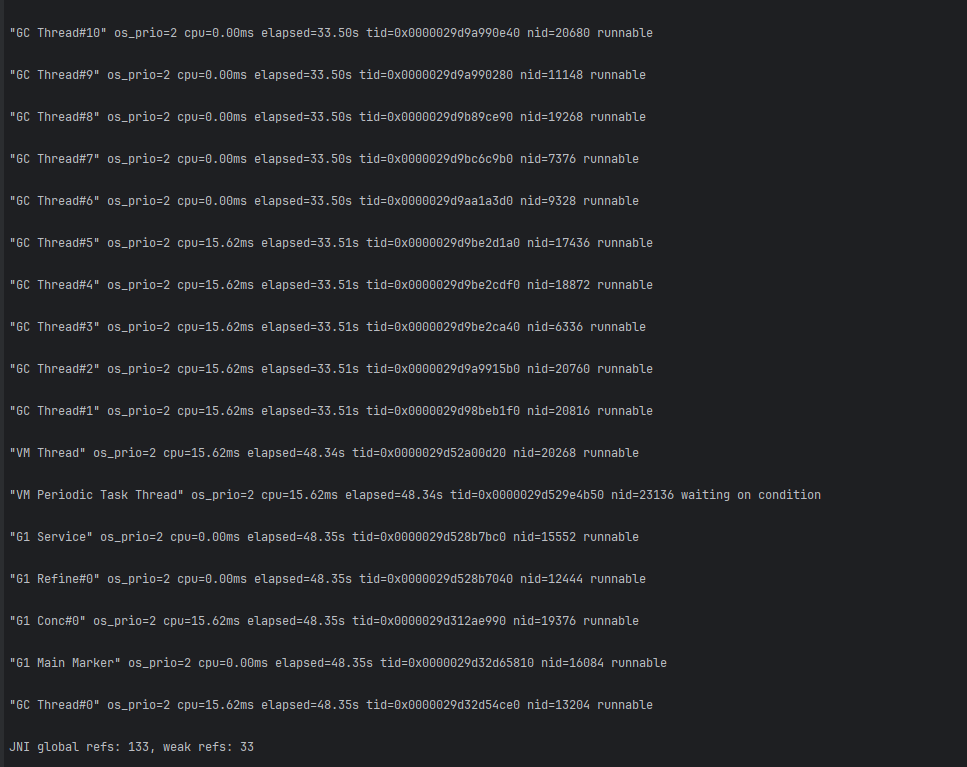 "GC Thread#10" os_prio=2 cpu=0.00ms elapsed=33.50s tid=0x0000029d9a990e40 nid=20680 runnable
"GC Thread#9" os_prio=2 cpu=0.00ms elapsed=33.50s tid=0x0000029d9a990280 nid=11148 runnable
"GC Thread#8" os_prio=2 cpu=0.00ms elapsed=33.50s tid=0x0000029d9b89ce90 nid=19268 runnable
"GC Thread#7" os_prio=2 cpu=0.00ms elapsed=33.50s tid=0x0000029d9bc6c9b0 nid=7376 runnable
"GC Thread#6" os_prio=2 cpu=0.00ms elapsed=33.50s tid=0x0000029d9aa1a3d0 nid=9328 runnable
"GC Thread#5" os_prio=2 cpu=15.62ms elapsed=33.51s tid=0x0000029d9be2d1a0 nid=17436 runnable
"GC Thread#4" os_prio=2 cpu=15.62ms elapsed=33.51s tid=0x0000029d9be2cdf0 nid=18872 runnable
"GC Thread#3" os_prio=2 cpu=15.62ms elapsed=33.51s tid=0x0000029d9be2ca40 nid=6336 runnable
"GC Thread#2" os_prio=2 cpu=15.62ms elapsed=33.51s tid=0x0000029d9a9915b0 nid=20760 runnable
"GC Thread#1" os_prio=2 cpu=15.62ms elapsed=33.51s tid=0x0000029d98beb1f0 nid=20816 runnable
"VM Thread" os_prio=2 cpu=15.62ms elapsed=48.34s tid=0x0000029d52a00d20 nid=20268 runnable
"VM Periodic Task Thread" os_prio=2 cpu=15.62ms elapsed=48.34s tid=0x0000029d529e4b50 nid=23136 waiting on condition
"G1 Service" os_prio=2 cpu=0.00ms elapsed=48.35s tid=0x0000029d528b7bc0 nid=15552 runnable
"G1 Refine#0" os_prio=2 cpu=0.00ms elapsed=48.35s tid=0x0000029d528b7040 nid=12444 runnable
"G1 Conc#0" os_prio=2 cpu=15.62ms elapsed=48.35s tid=0x0000029d312ae990 nid=19376 runnable
"G1 Main Marker" os_prio=2 cpu=0.00ms elapsed=48.35s tid=0x0000029d32d65810 nid=16084 runnable
"GC Thread#0" os_prio=2 cpu=15.62ms elapsed=48.35s tid=0x0000029d32d54ce0 nid=13204 runnable
JNI global refs: 133, weak refs: 33